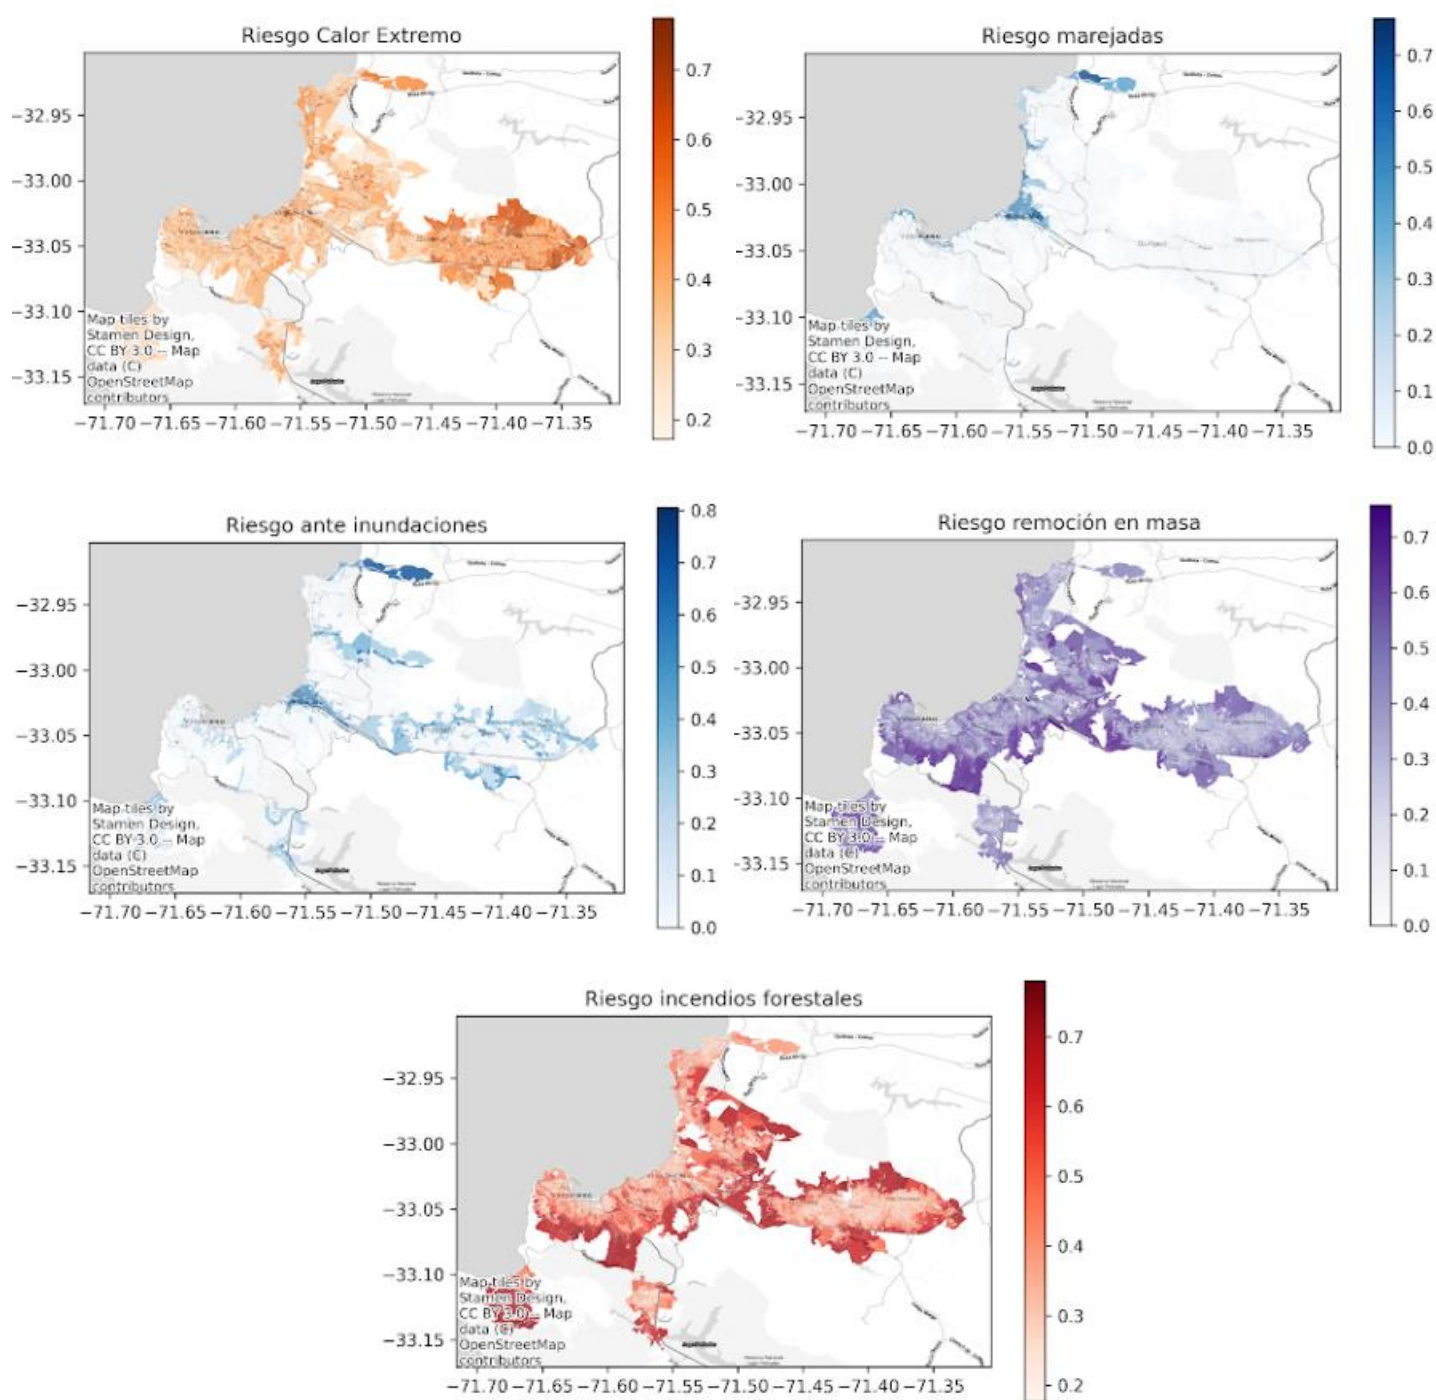 Riesgo Calor Extremo
0.7
0.6
0.5
0.4
0.3
0.2
−32.95
−33.00
−33.05
−33.10
−33.15
Map tiles by
Stamen Design,
CC BY 3.0 -- Map
data (C)
OpenStreetMap
contributors
−71.70 −71.65 −71.60 −71.55 −71.50 −71.45 −71.40 −71.35
Riesgo marejadas
0.7
0.6
0.5
0.4
0.3
0.2
0.1
0.0
-32.95
-33.00
-33.05
-33.10
-33.15
Map tiles by
Stamen Design,
CC BY 3.0 -- Map
data (C)
OpenStreetMap
contributors
−71.70 −71.65 −71.60 −71.55 −71.50 −71.45 −71.40 −71.35
Riesgo ante inundaciones
0.8
0.7
0.6
0.5
0.4
0.3
0.2
0.1
0.0
−32.95
−33.00
−33.05
−33.10
−33.15
Map tiles by
Stamen Design,
CC BY 3.0 -- Map
data (C)
OpenStreetMap
contributors
−71.70 −71.65 −71.60 −71.55 −71.50 −71.45 −71.40 −71.35
Riesgo remoción en masa
0.7
0.6
0.5
0.4
0.3
0.2
0.1
0.0
-32.95
-33.00
-33.05
-33.10
-33.15
Map tiles by
Stamen Design,
CC BY 3.0 -- Map
data (C)
OpenStreetMap
contributors
−71.70 −71.65 −71.60 −71.55 −71.50 −71.45 −71.40 −71.35
Riesgo incendios forestales
0.7
0.6
0.5
0.4
0.3
0.2
−32.95
−33.00
−33.05
−33.10
−33.15
Map tiles by
Stamen Design,
CC BY 3.0 -- Map
data (C)
OpenStreetMap
contributors
−71.70 −71.65 −71.60 −71.55 −71.50 −71.45 −71.40 −71.35